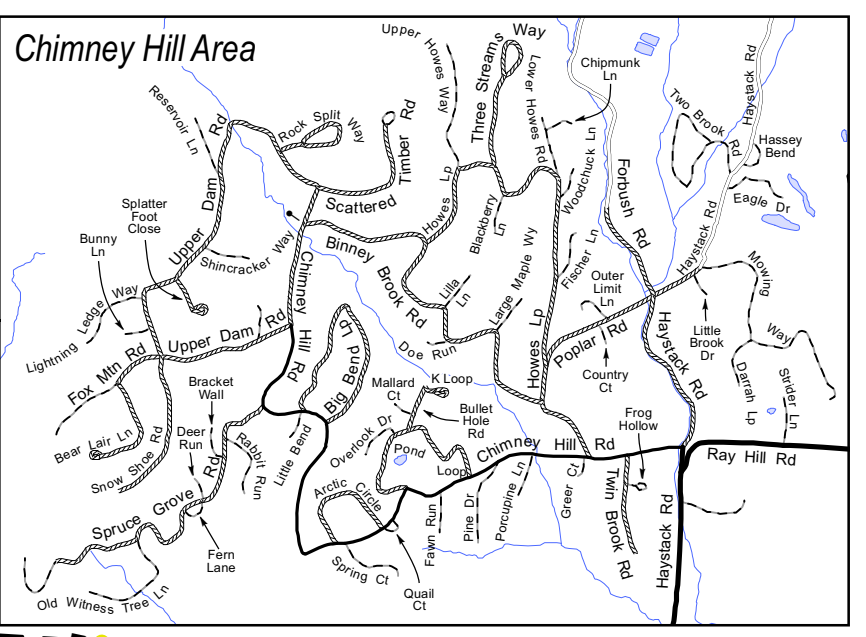 Chimney Hill Area
Upper Howes Way
Three Streams Way
Lower Howes Rd
Chipmunk
Ln
Haystack Rd
Reservoir Ln
Rock Split Way
Timber Rd
Two Brook Rd
Hassey
Bend
Woodchuck Ln
Forbush Rd
Eagle Dr
Upper Dam Rd
Scattered
Howes Lp
Blackberry
Ln
Splatter
Foot
Close
Bunny
Ln
Shincracker Way
Binney Brook Rd
Large Maple Wy
Fischer Ln
Haystack Rd
Outer
Limit
Ln
Mowing Way
Lightning Ledge Way
Chimney Hill Rd
Lilla
Ln
Howes Lp
Upper Dam Rd
Doe Run
Poplar Rd
Haystack Rd
Little
Brook
Dr
Fox Mtn Rd
Big Bend Lp
Country
Ct
Darrah Lp
Strider Ln
Bracket
Wall
Mallard
Ct
K Loop
Bullet
Hole
Rd
Frog
Hollow
Bear Lair Ln
Deer
Run
Rabbit Run
Little Bend
Overlook Dr
Pond
Loop
Chimney Hill Rd
Ray Hill Rd
Snow Shoe Rd
Spruce Grove Rd
Arctic Circle
Fawn Run
Pine Dr
Porcupine Ln
Greer Ct
Twin Brook Rd
Haystack Rd
Fern
Lane
Spring Ct
Quail
Ct
Old Witness Tree Ln